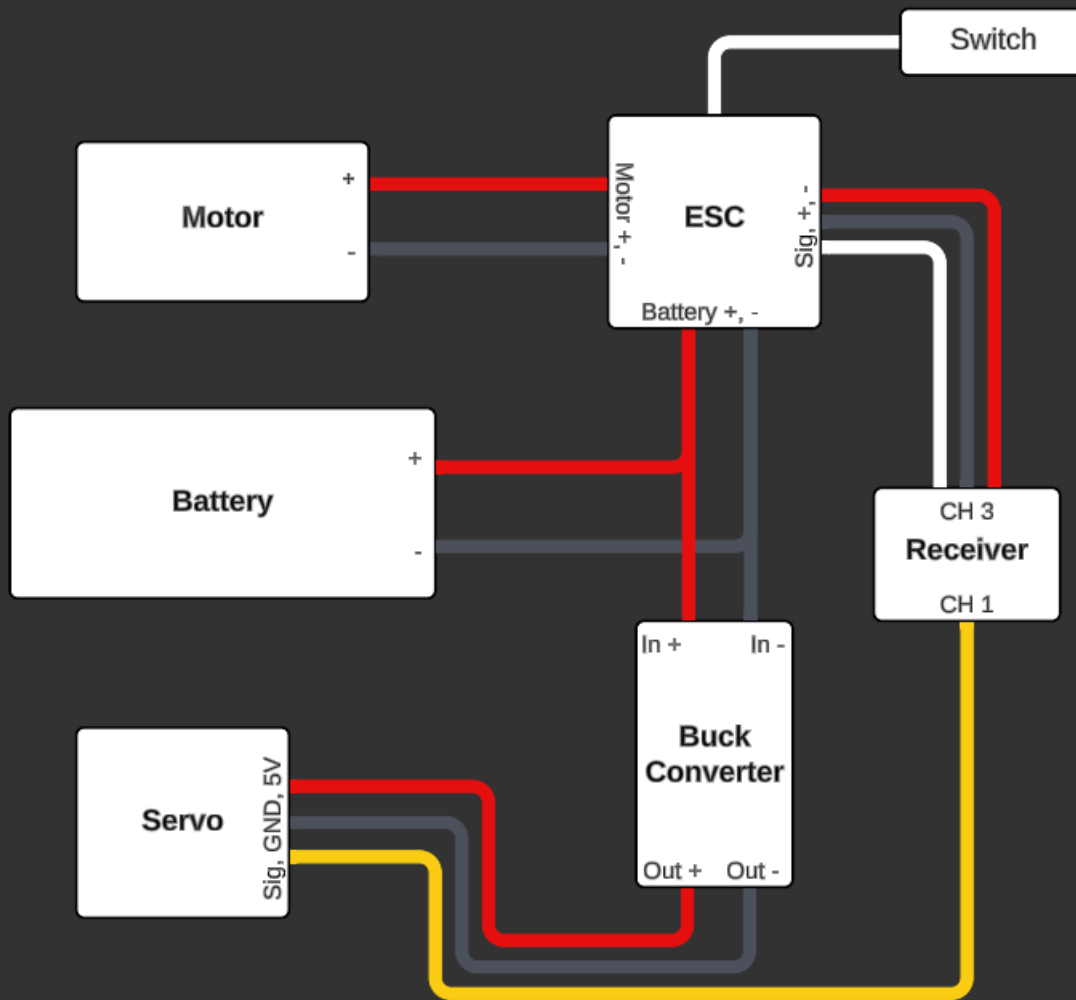 Switch
Motor
+
-
Motor +, -
ESC
Sig, +, -
Battery +, -
Battery
+
-
CH 3
Receiver
CH 1
In +
In -
Buck
Converter
Out +
Out -
Servo
Sig, GND, 5V